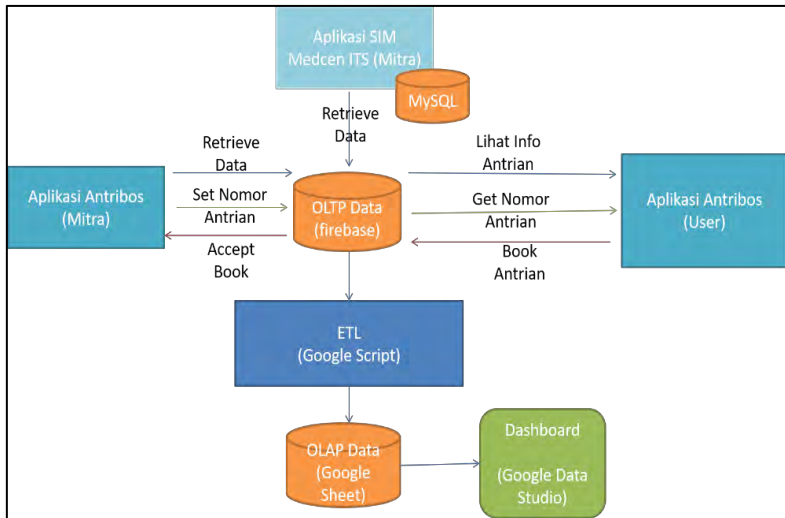 Aplikasi SIM
Medcen ITS (Mitra)
MySQL
Retrieve
Data
Retrieve
Data
Lihat Info
Antrian
Aplikasi Antribos
(Mitra)
Set Nomor
Antrian
OLTP Data
(firebase)
Get Nomor
Antrian
Aplikasi Antribos
(User)
Accept
Book
Book
Antrian
ETL
(Google Script)
OLAP Data
(Google
Sheet)
Dashboard
(Google Data
Studio)